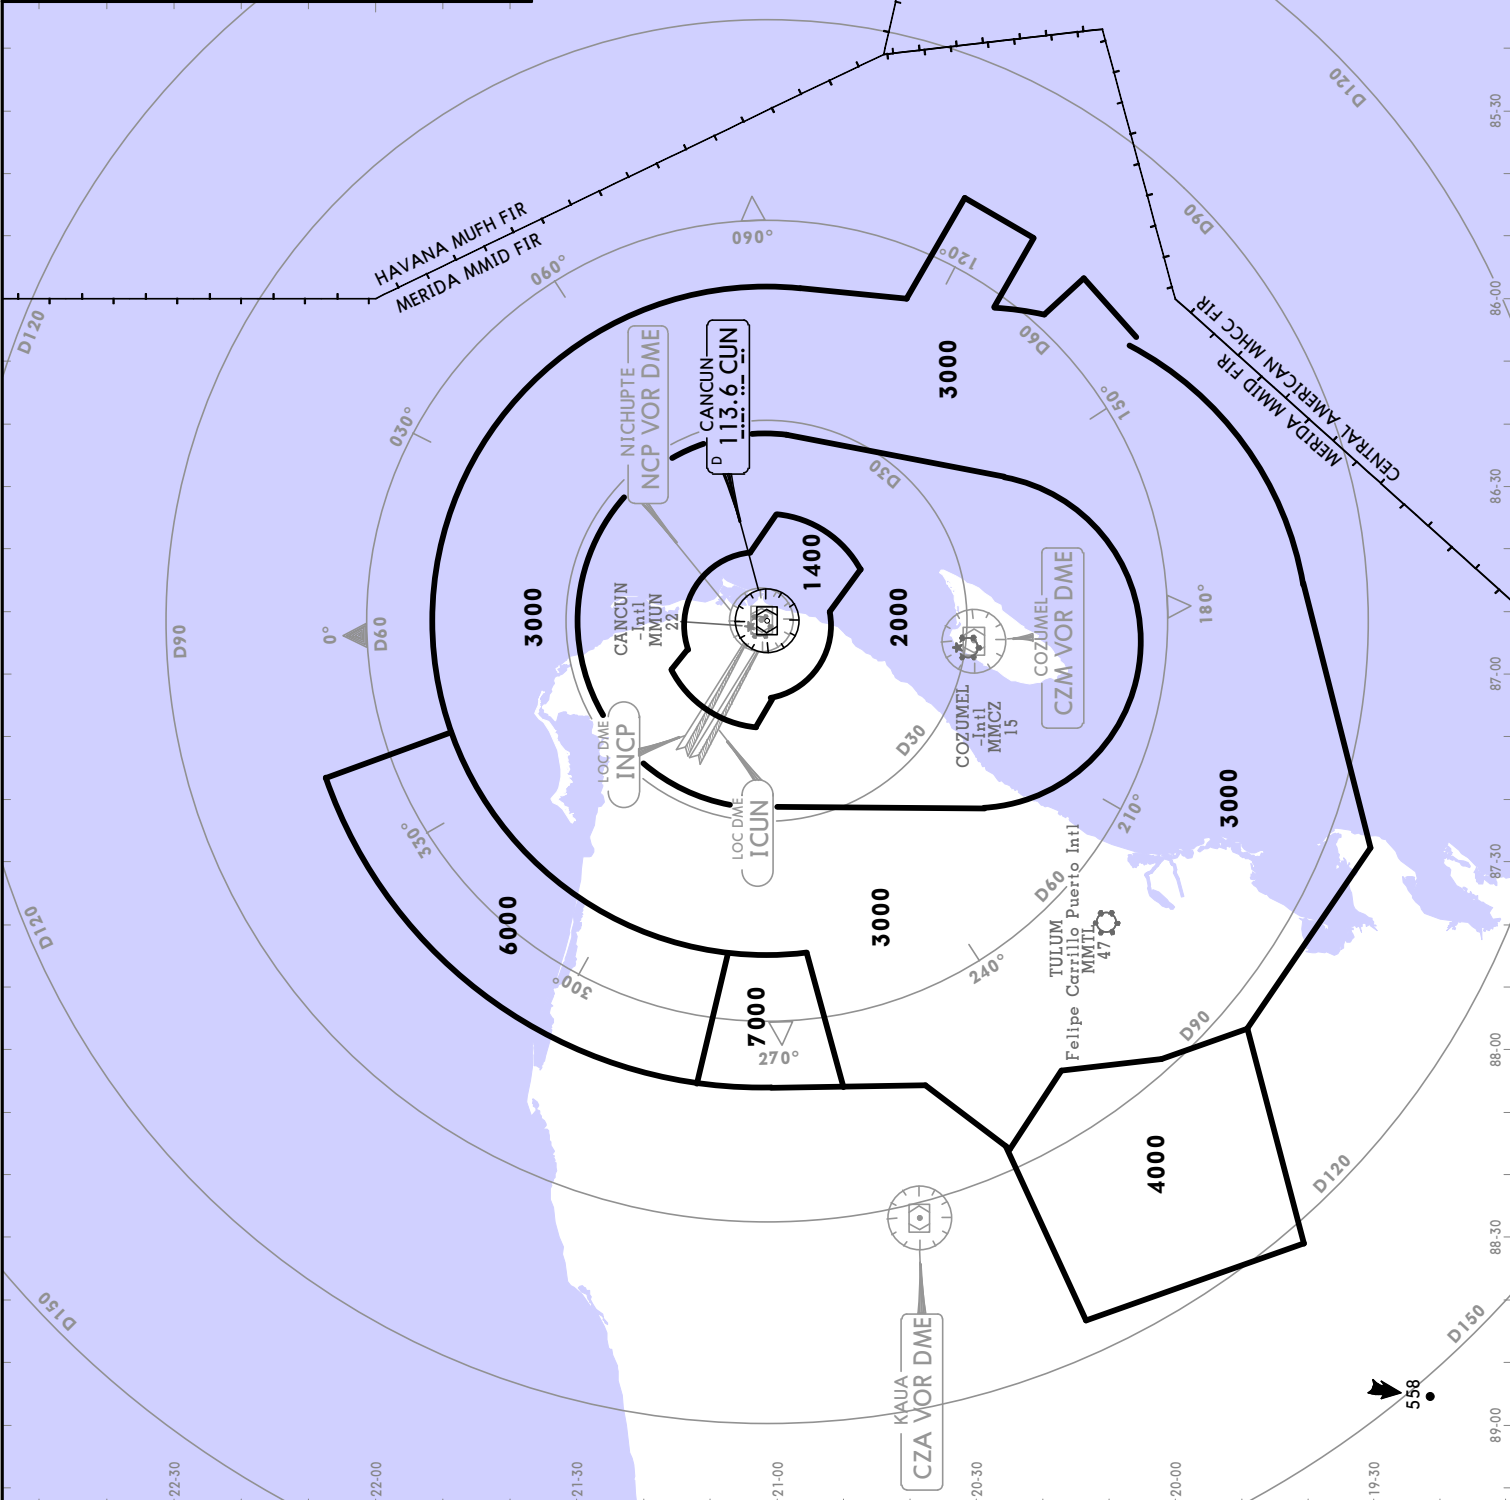 HAVANA MUFH FIR
MERIDA MMID FIR
CENTRAL AMERICAN MHCC FIR
MERIDA MMID FIR
D120
D120
D120
D120
D150
D150
D90
D90
D90
D60
D60
D60
D30
D30
0°
030°
060°
090°
120°
150°
180°
210°
240°
270°
300°
330°
NICHUPTE
NCP VOR DME
CANCUN
D 113.6 CUN
CANCUN
-Intl
MMUN
22
LOC DME
INCP
LOC DME
ICUN
COZUMEL
CZM VOR DME
COZUMEL
-Intl
MMCZ
15
TULUM
Felipe Carrillo Puerto Intl
MMTL
47
KAUA
CZA VOR DME
3000
3000
3000
3000
1400
2000
6000
7000
4000
558
22-30
22-00
21-30
21-00
20-30
20-00
19-30
85-30
86-00
86-30
87-00
87-30
88-00
88-30
89-00